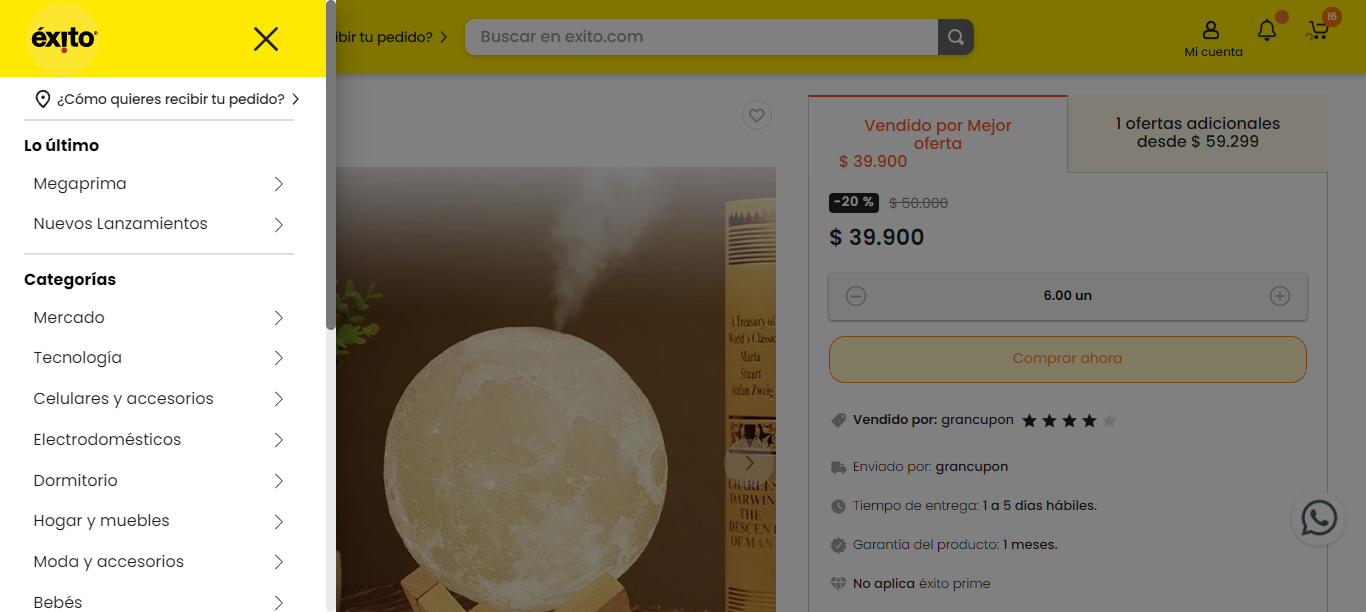 éxito
¿Cómo quieres recibir tu pedido?
Lo último
Megaprima
Nuevos Lanzamientos
Categorías
Mercado
Tecnología
Celulares y accesorios
Electrodomésticos
Dormitorio
Hogar y muebles
Moda y accesorios
Bebés
ibir tu pedido?
Buscar en exito.com
Mi cuenta
16
Vendido por Mejor
oferta
$ 39.900
1 ofertas adicionales
desde $ 59.299
-20 % $ 50.000
$ 39.900
6.00 un
Comprar ahora
Vendido por: grancupon
Enviado por: grancupon
Tiempo de entrega: 1 a 5 días hábiles.
Garantía del producto: 1 meses.
No aplica éxito prime
A Treasury of
World's Classic
Marta
Stuart
Stefan Zweig
CHARLES
DARWIN
THE
DESCENT
OF MAN